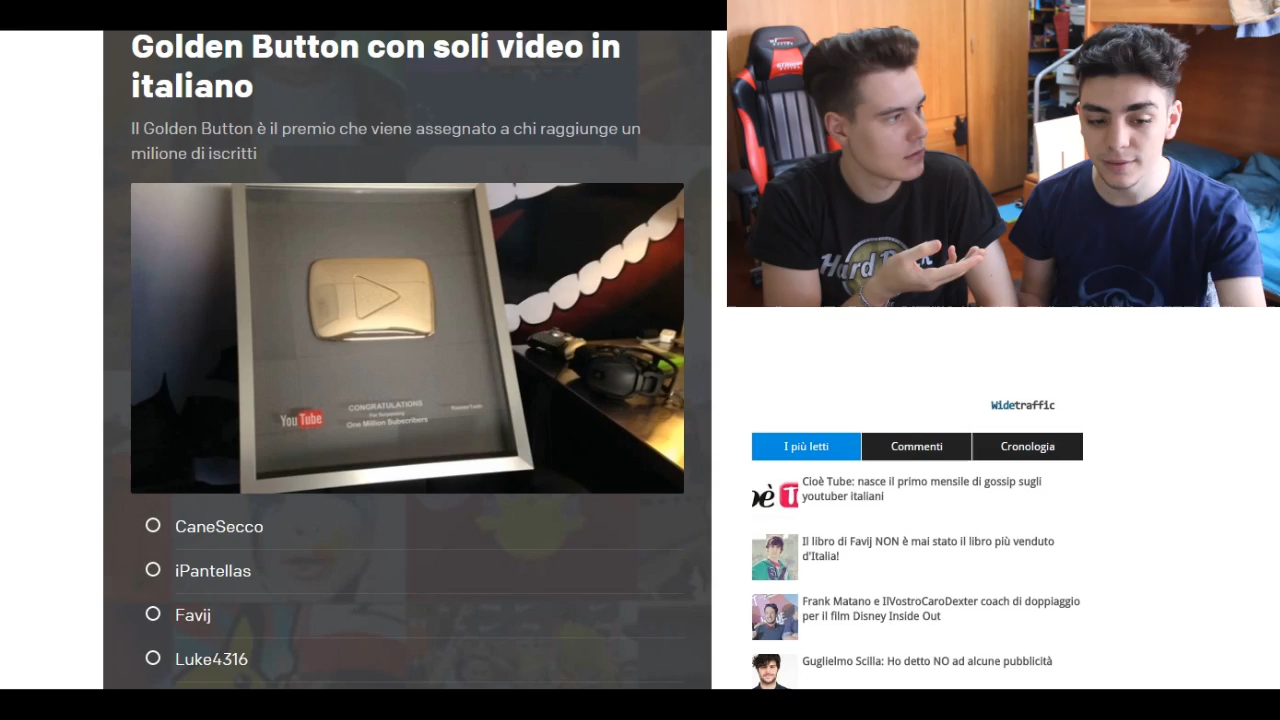 Golden Button con soli video in
italiano
Il Golden Button è il premio che viene assegnato a chi raggiunge un
milione di iscritti
YouTube
CONGRATULATIONS
For Surpassing
One Million Subscribers
CaneSecco
iPantellas
Favij
Luke4316
Hard
Widetraffic
I più letti
Commenti
Cronologia
Cioè Tube: nasce il primo mensile di gossip sugli
youtuber italiani
Il libro di Favij NON è mai stato il libro più venduto
d'Italia!
Frank Matano e IlVostroCaroDexter coach di doppiaggio
per il film Disney Inside Out
Guglielmo Scilla: Ho detto NO ad alcune pubblicità